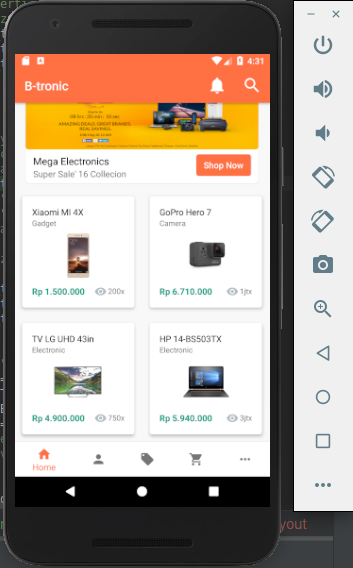 4:31
B-tronic
AMAZING DEALS. GREAT BRANDS.
REAL SAVINGS.
Mega Electronics
Super Sale' 16 Collecion
Shop Now
Xiaomi MI 4X
Gadget
Rp 1.500.000
200x
GoPro Hero 7
Camera
Rp 6.710.000
1jtx
TV LG UHD 43in
Electronic
Rp 4.900.000
750x
HP 14-BS503TX
Electronic
Rp 5.940.000
3jtx
Home
yout